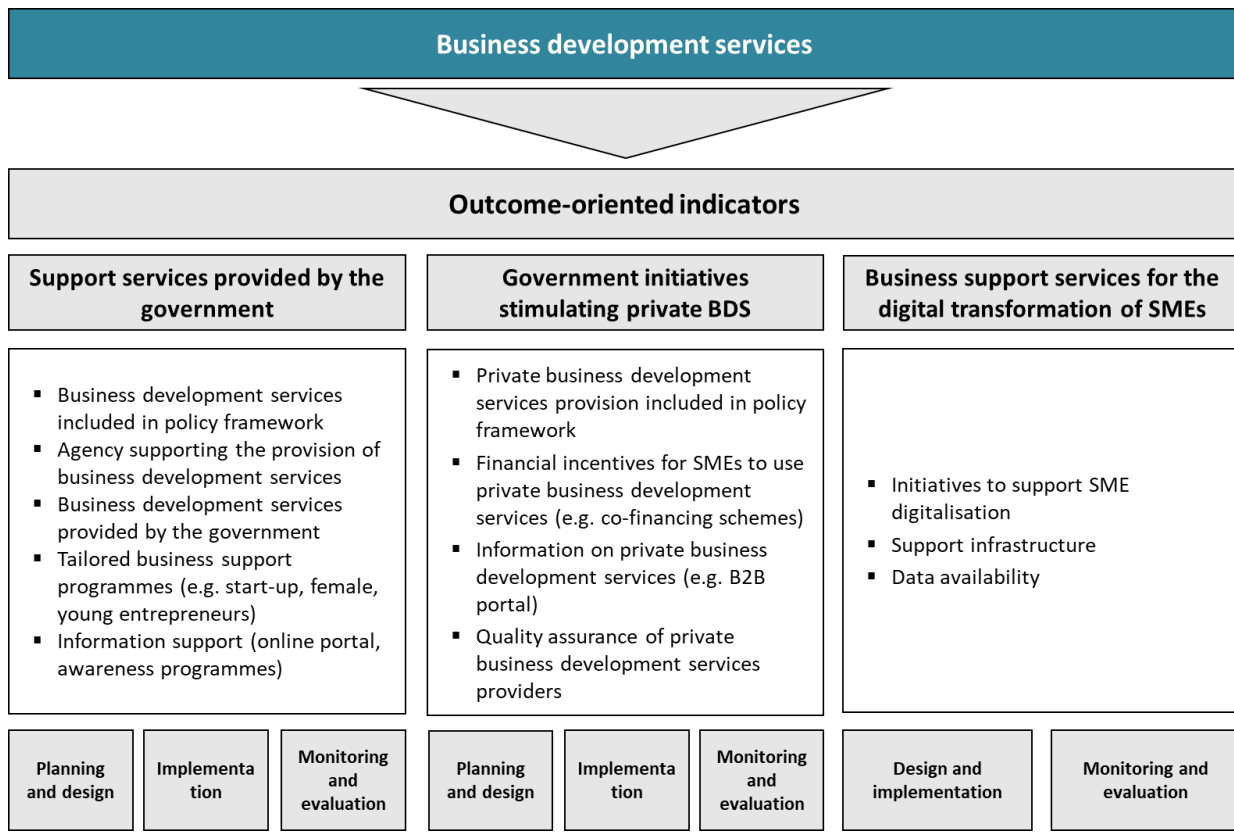 Business development services
Outcome-oriented indicators
Support services provided by the
government
▪ Business development services
included in policy framework
▪ Agency supporting the provision of
business development services
▪ Business development services
provided by the government
▪ Tailored business support
programmes (e.g. start-up, female,
young entrepreneurs)
▪ Information support (online portal,
awareness programmes)
Planning
and design
Implementa
tion
Monitoring
and
evaluation
Government initiatives
stimulating private BDS
▪ Private business development
services provision included in policy
framework
▪ Financial incentives for SMEs to use
private business development
services (e.g. co-financing schemes)
▪ Information on private business
development services (e.g. B2B
portal)
▪ Quality assurance of private
business development services
providers
Planning
and design
Implementa
tion
Monitoring
and
evaluation
Business support services for the
digital transformation of SMEs
▪ Initiatives to support SME
digitalisation
▪ Support infrastructure
▪ Data availability
Design and
implementation
Monitoring and
evaluation